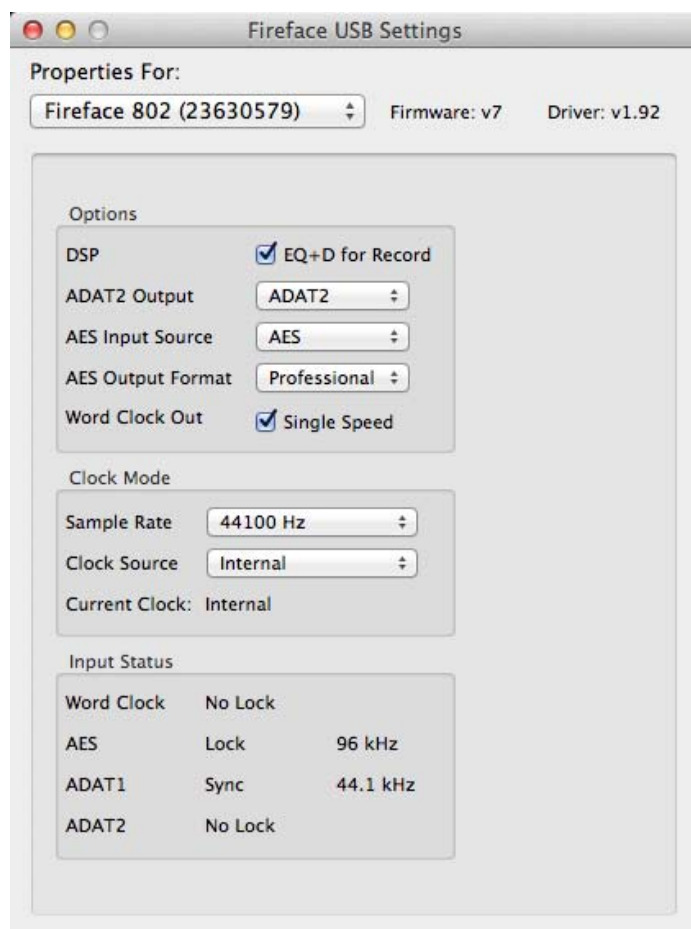 Fireface USB Settings
Properties For:
Fireface 802 (23630579) Firmware: v7 Driver: v1.92
Options
DSP EQ+D for Record
ADAT2 Output ADAT2
AES Input Source AES
AES Output Format Professional
Word Clock Out Single Speed
Clock Mode
Sample Rate 44100 Hz
Clock Source Internal
Current Clock: Internal
Input Status
Word Clock No Lock
AES Lock 96 kHz
ADAT1 Sync 44.1 kHz
ADAT2 No Lock